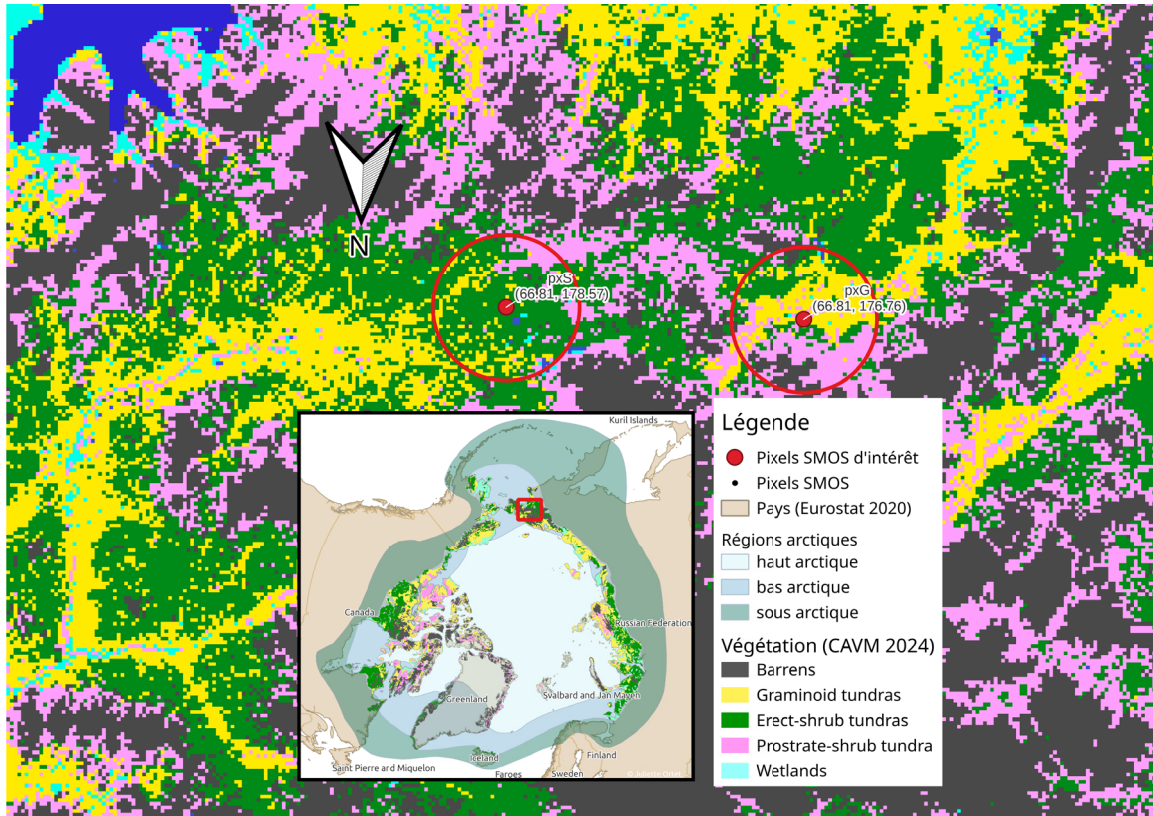 N
pxS
(66.81, 178.57)
pxG
(66.81, 176.76)
Kuril Islands
Canada
Russian Federation
Greenland
Svalbard and Jan Mayen
Iceland
Finland
Saint Pierre and Miquelon
Faroes
Sweden
© Juliette Ortet
Légende
Pixels SMOS d'intérêt
Pixels SMOS
Pays (Eurostat 2020)
Régions arctiques
haut arctique
bas arctique
sous arctique
Végétation (CAVM 2024)
Barrens
Graminoid tundras
Erect-shrub tundras
Prostrate-shrub tundra
Wetlands